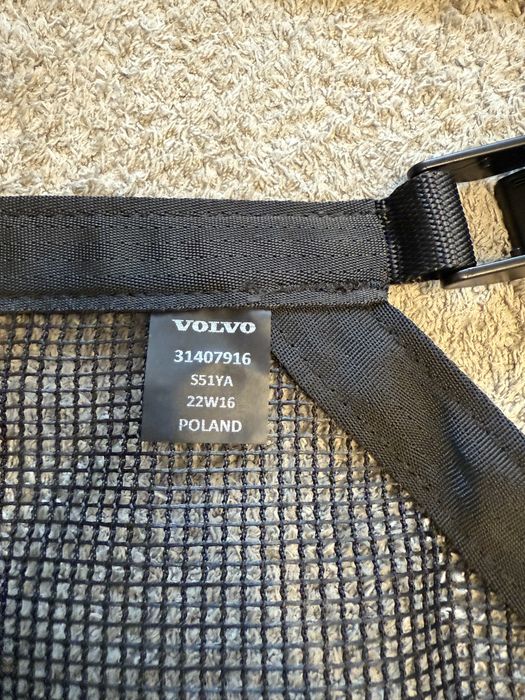 VOLVO
31407916
S51YA
22W16
POLAND